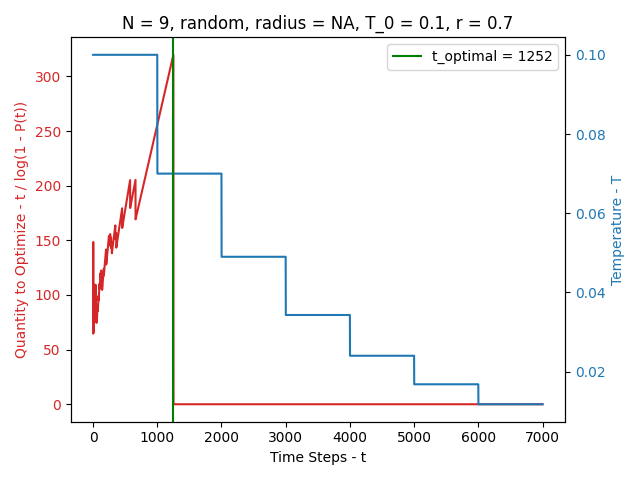 N = 9, random, radius = NA, T_0 = 0.1, r = 0.7
t_optimal = 1252
Quantity to Optimize - t / log(1 - P(t))
300
250
200
150
100
50
0
0.10
0.08
0.06
0.04
0.02
Temperature - T
0 1000 2000 3000 4000 5000 6000 7000
Time Steps - t